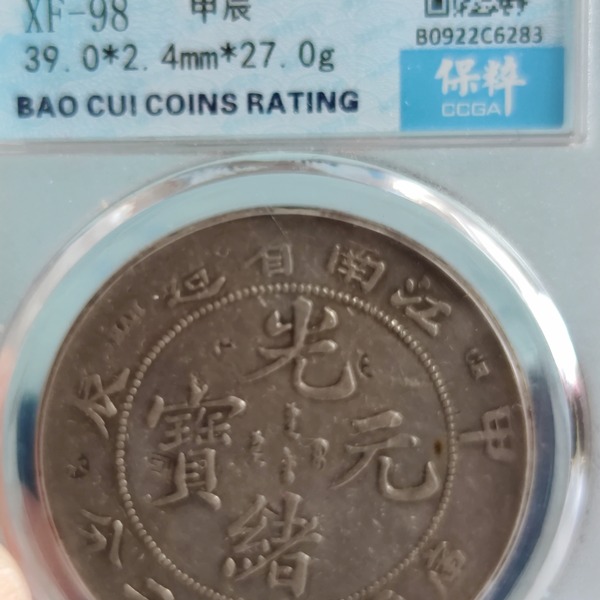 XF-98 甲辰
39.0*2.4mm*27.0g
B0922C6283
BAO CUI COINS RATING
保粹
CCGA
江南省造
甲辰
光緒元寶